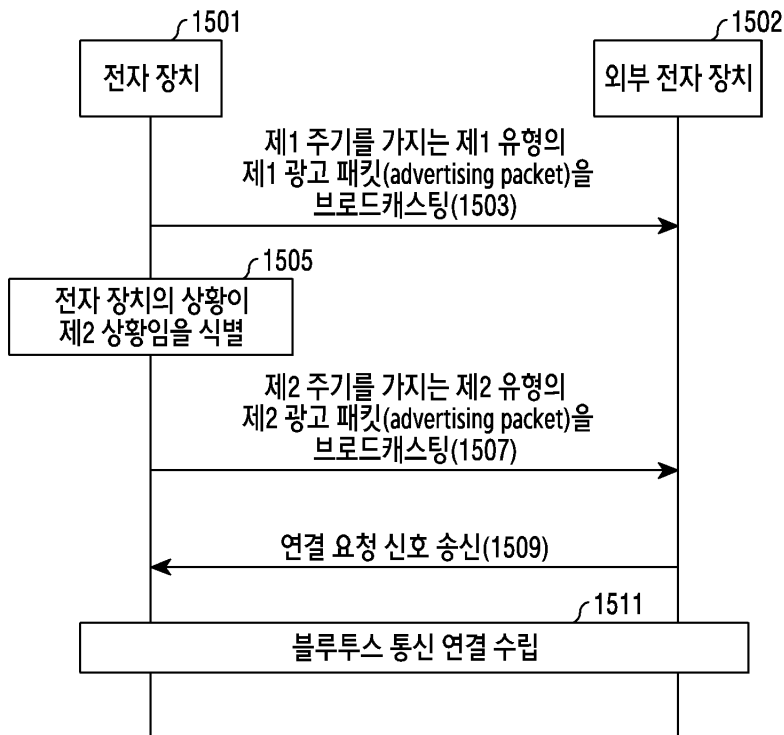 1501
전자 장치
1502
외부 전자 장치
제1 주기를 가지는 제1 유형의
제1 광고 패킷(advertising packet)을
브로드캐스팅(1503)
1505
전자 장치의 상황이
제2 상황임을 식별
제2 주기를 가지는 제2 유형의
제2 광고 패킷(advertising packet)을
브로드캐스팅(1507)
연결 요청 신호 송신(1509)
1511
블루투스 통신 연결 수립